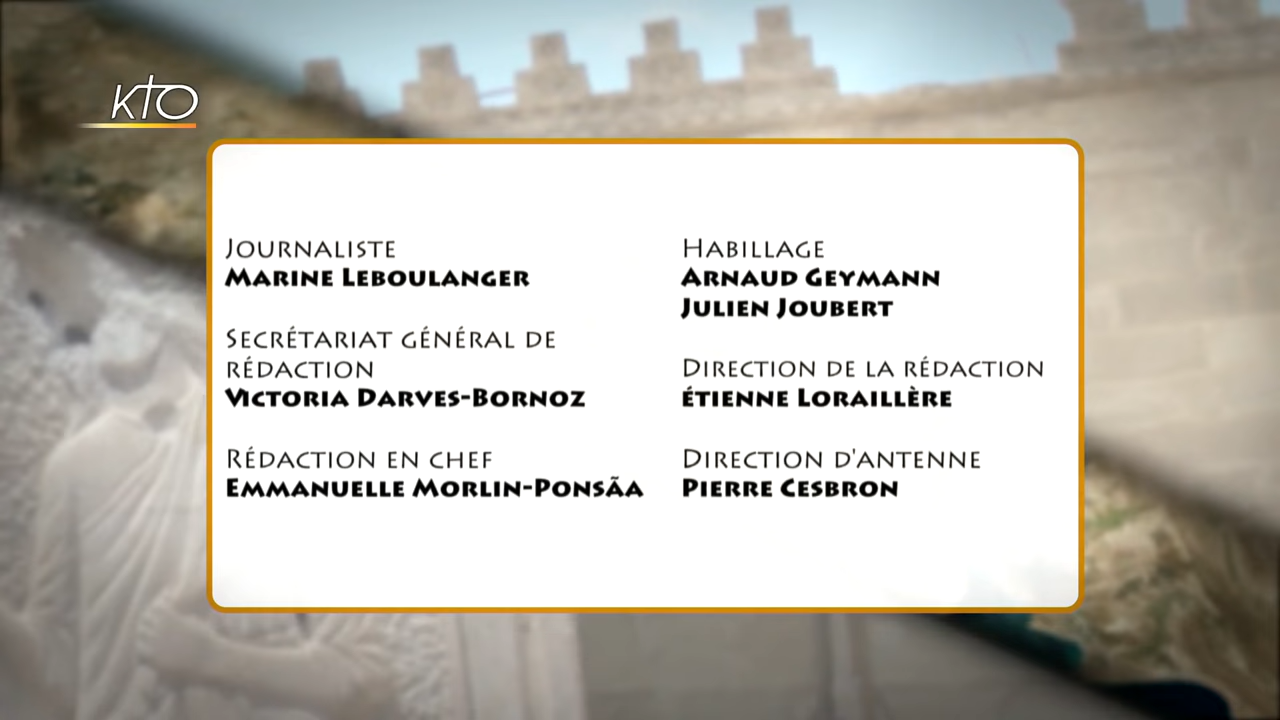 KTO
Journaliste
Marine Leboulanger
Secrétariat général de
rédaction
Victoria Darves-Bornoz
Rédaction en chef
Emmanuelle Morlin-Ponsãa
Habillage
Arnaud Geymann
Julien Joubert
Direction de la rédaction
étienne Loraillère
Direction d'antenne
Pierre Cesbron